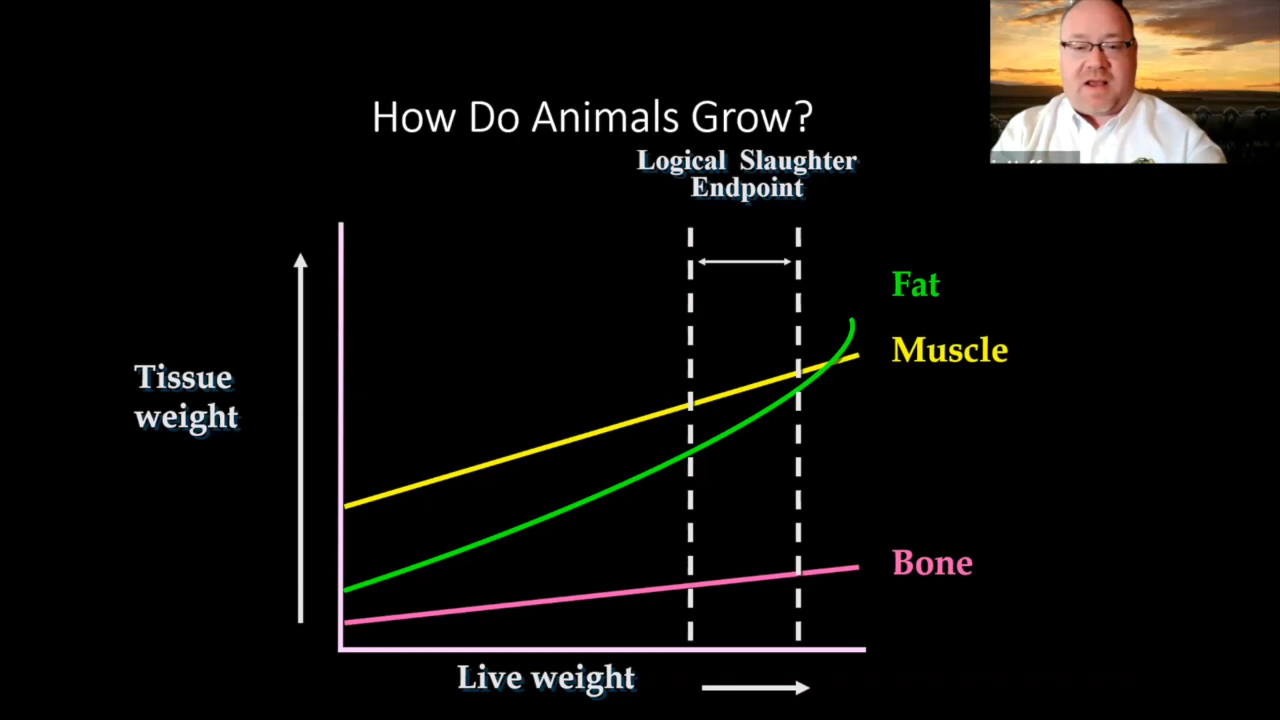 How Do Animals Grow?
Logical Slaughter
Endpoint
Fat
Muscle
Tissue
weight
Bone
Live weight